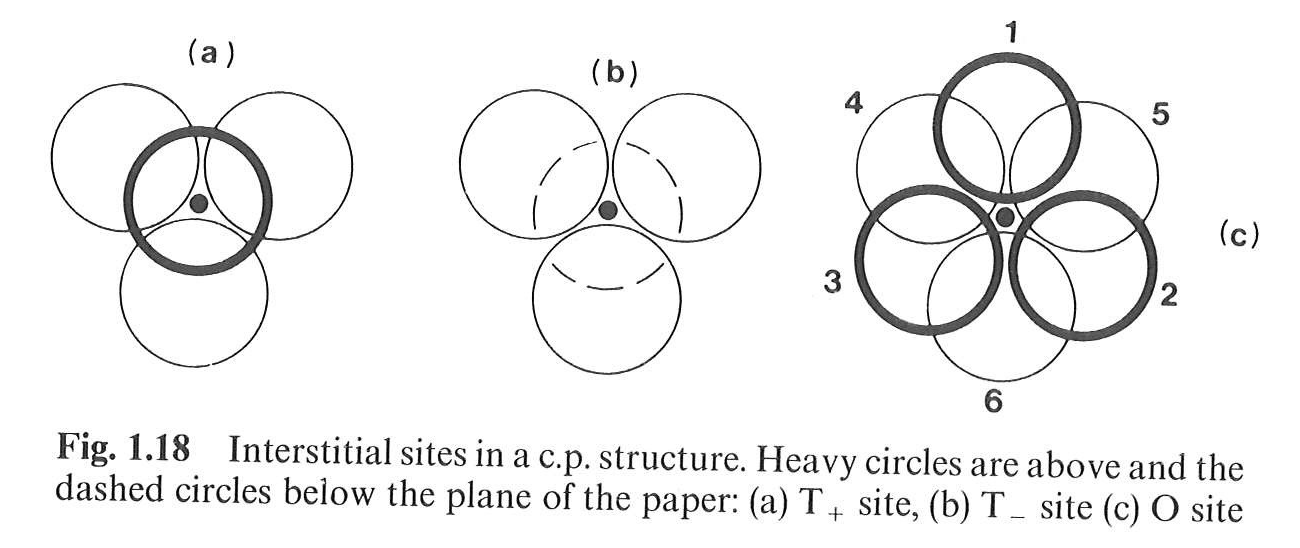 (a)
(b)
1
4
5
(c)
3
2
6
Fig. 1.18 Interstitial sites in a c.p. structure. Heavy circles are above and the
dashed circles below the plane of the paper: (a) T+ site, (b) T_ site (c) O site